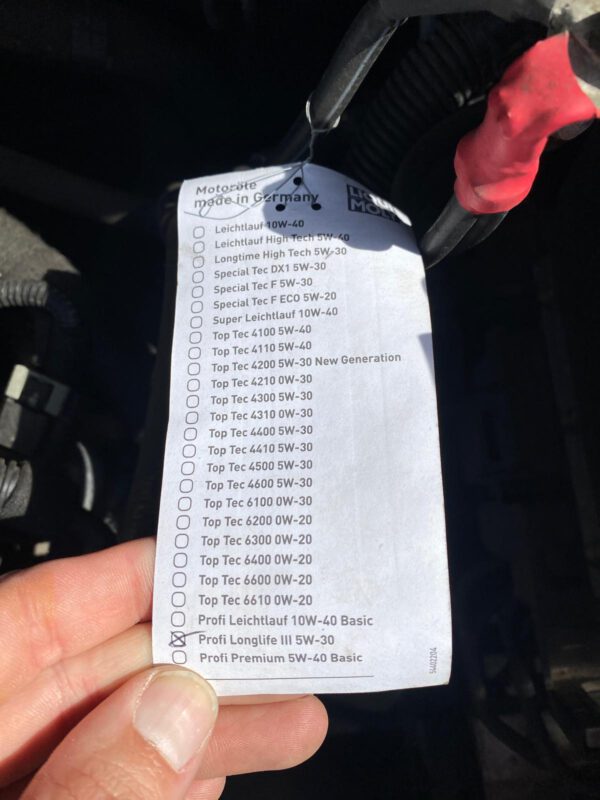 Motoröle
made in Germany
LIQUI
MOLY
Leichtlauf 10W-40
Leichtlauf High Tech 5W-40
Longtime High Tech 5W-30
Special Tec DX1 5W-30
Special Tec F 5W-30
Special Tec F ECO 5W-20
Super Leichtlauf 10W-40
Top Tec 4100 5W-40
Top Tec 4110 5W-40
Top Tec 4200 5W-30 New Generation
Top Tec 4210 0W-30
Top Tec 4300 5W-30
Top Tec 4310 0W-30
Top Tec 4400 5W-30
Top Tec 4410 5W-30
Top Tec 4500 5W-30
Top Tec 4600 5W-30
Top Tec 6100 0W-30
Top Tec 6200 0W-20
Top Tec 6300 0W-20
Top Tec 6400 0W-20
Top Tec 6600 0W-20
Top Tec 6610 0W-20
Profi Leichtlauf 10W-40 Basic
Profi Longlife III 5W-30
Profi Premium 5W-40 Basic
5402204